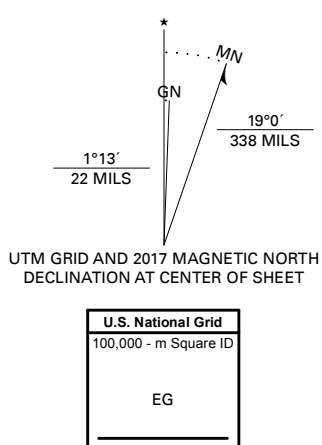 ★
MN
GN
19°0´
338 MILS
1°13´
22 MILS
UTM GRID AND 2017 MAGNETIC NORTH
DECLINATION AT CENTER OF SHEET
U.S. National Grid
100,000 - m Square ID
EG